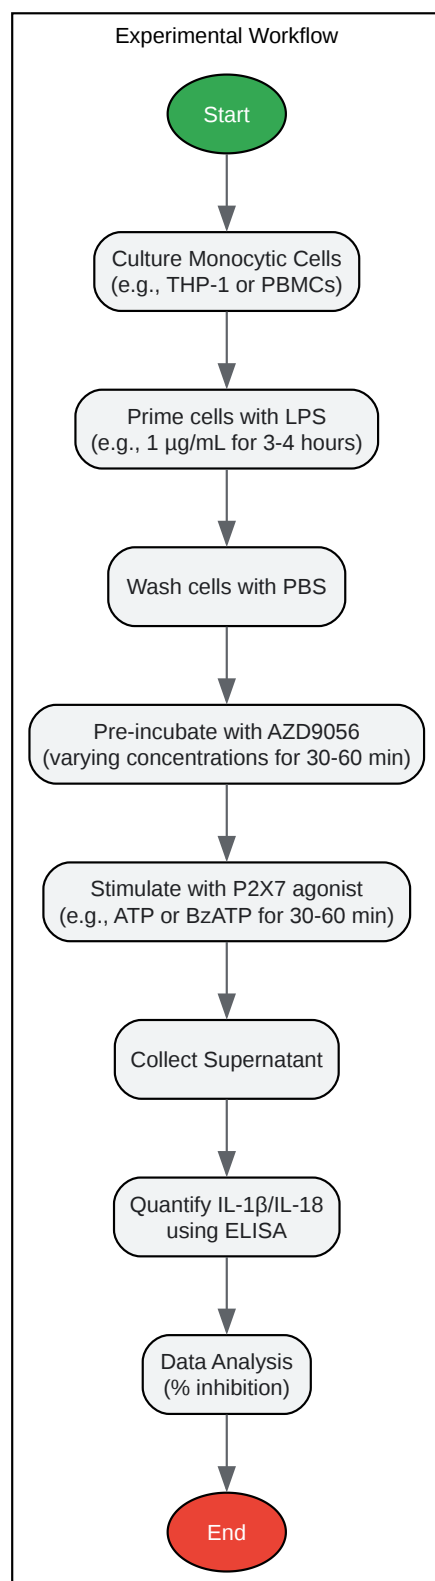 Experimental Workflow
Start
Culture Monocytic Cells
(e.g., THP-1 or PBMCs)
Prime cells with LPS
(e.g., 1 µg/mL for 3-4 hours)
Wash cells with PBS
Pre-incubate with AZD9056
(varying concentrations for 30-60 min)
Stimulate with P2X7 agonist
(e.g., ATP or BzATP for 30-60 min)
Collect Supernatant
Quantify IL-1β/IL-18
using ELISA
Data Analysis
(% inhibition)
End